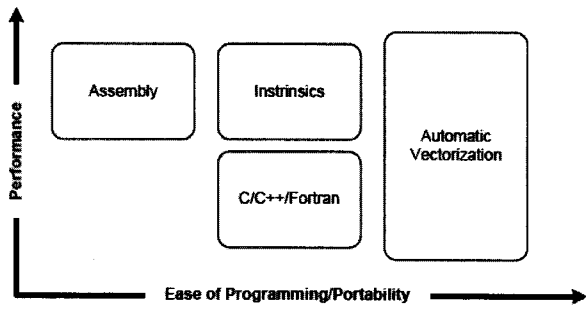 Assembly
Instrinsics
Automatic
Vectorization
C/C++/Fortran
Performance
Ease of Programming/Portability